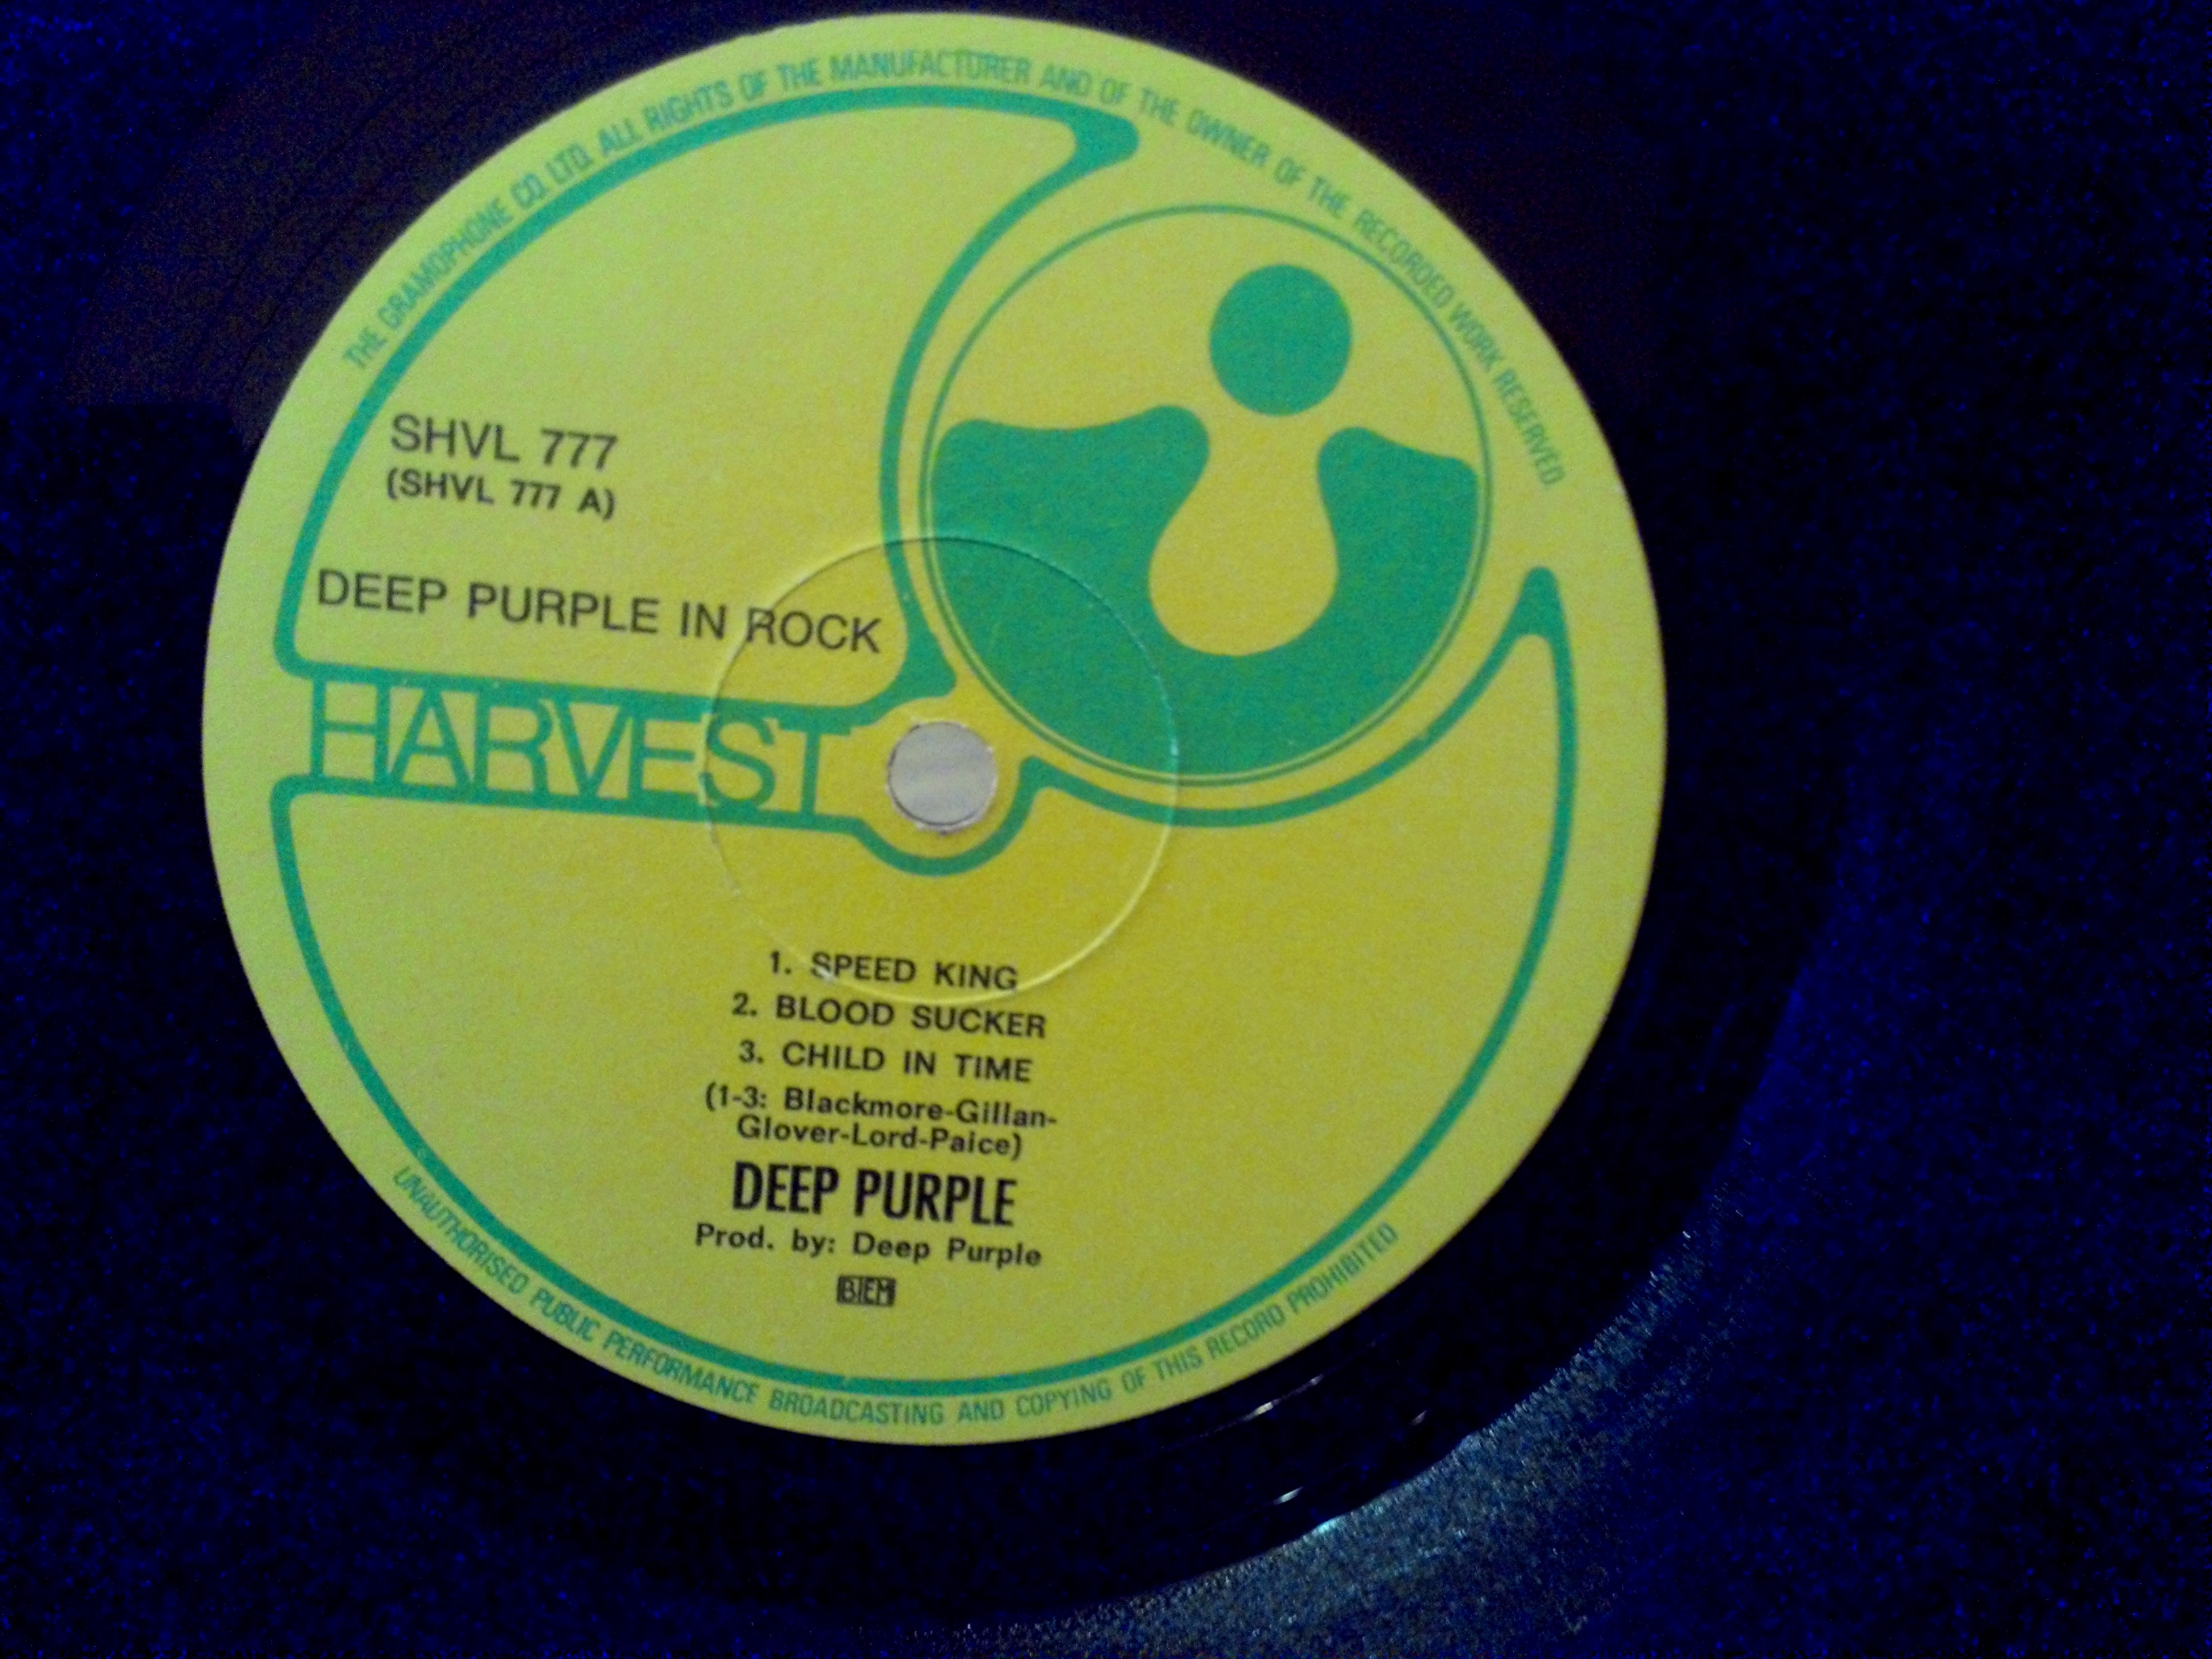 THE GRAMOPHONE CO. LTD. ALL RIGHTS OF THE MANUFACTURER AND OF THE OWNER OF THE RECORDED WORK RESERVED
SHVL 777
(SHVL 777 A)
DEEP PURPLE IN ROCK
HARVEST
1. SPEED KING
2. BLOOD SUCKER
3. CHILD IN TIME
(1-3: Blackmore-Gillan-
Glover-Lord-Paice)
DEEP PURPLE
Prod. by: Deep Purple
BIEM
UNAUTHORISED PUBLIC PERFORMANCE BROADCASTING AND COPYING OF THIS RECORD PROHIBITED